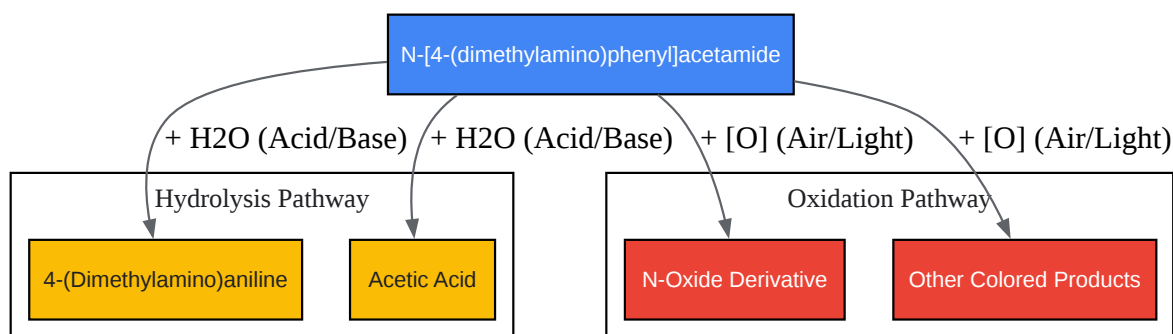 N-[4-(dimethylamino)phenyl]acetamide
+ H2O (Acid/Base)
+ H2O (Acid/Base)
+ [O] (Air/Light)
+ [O] (Air/Light)
Hydrolysis Pathway
Oxidation Pathway
4-(Dimethylamino)aniline
Acetic Acid
N-Oxide Derivative
Other Colored Products